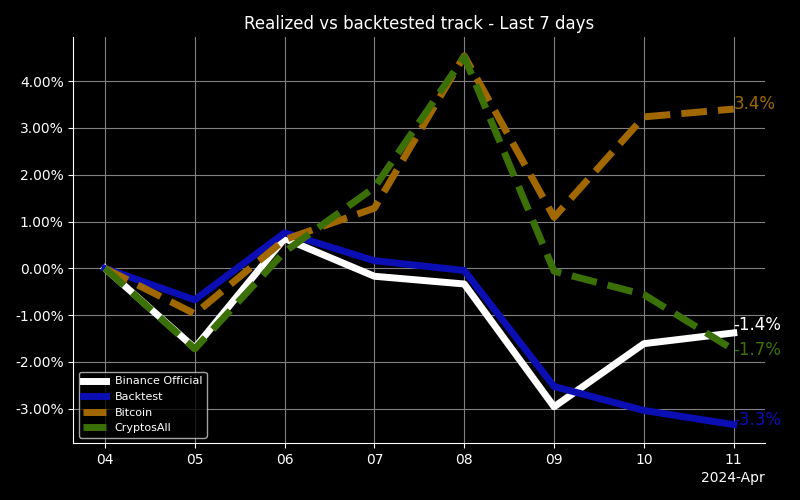 Realized vs backtested track - Last 7 days
4.00%
3.00%
2.00%
1.00%
0.00%
-1.00%
-2.00%
-3.00%
3.4%
-1.4%
-1.7%
-3.3%
Binance Official
Backtest
Bitcoin
CryptosAll
04 05 06 07 08 09 10 11
2024-Apr